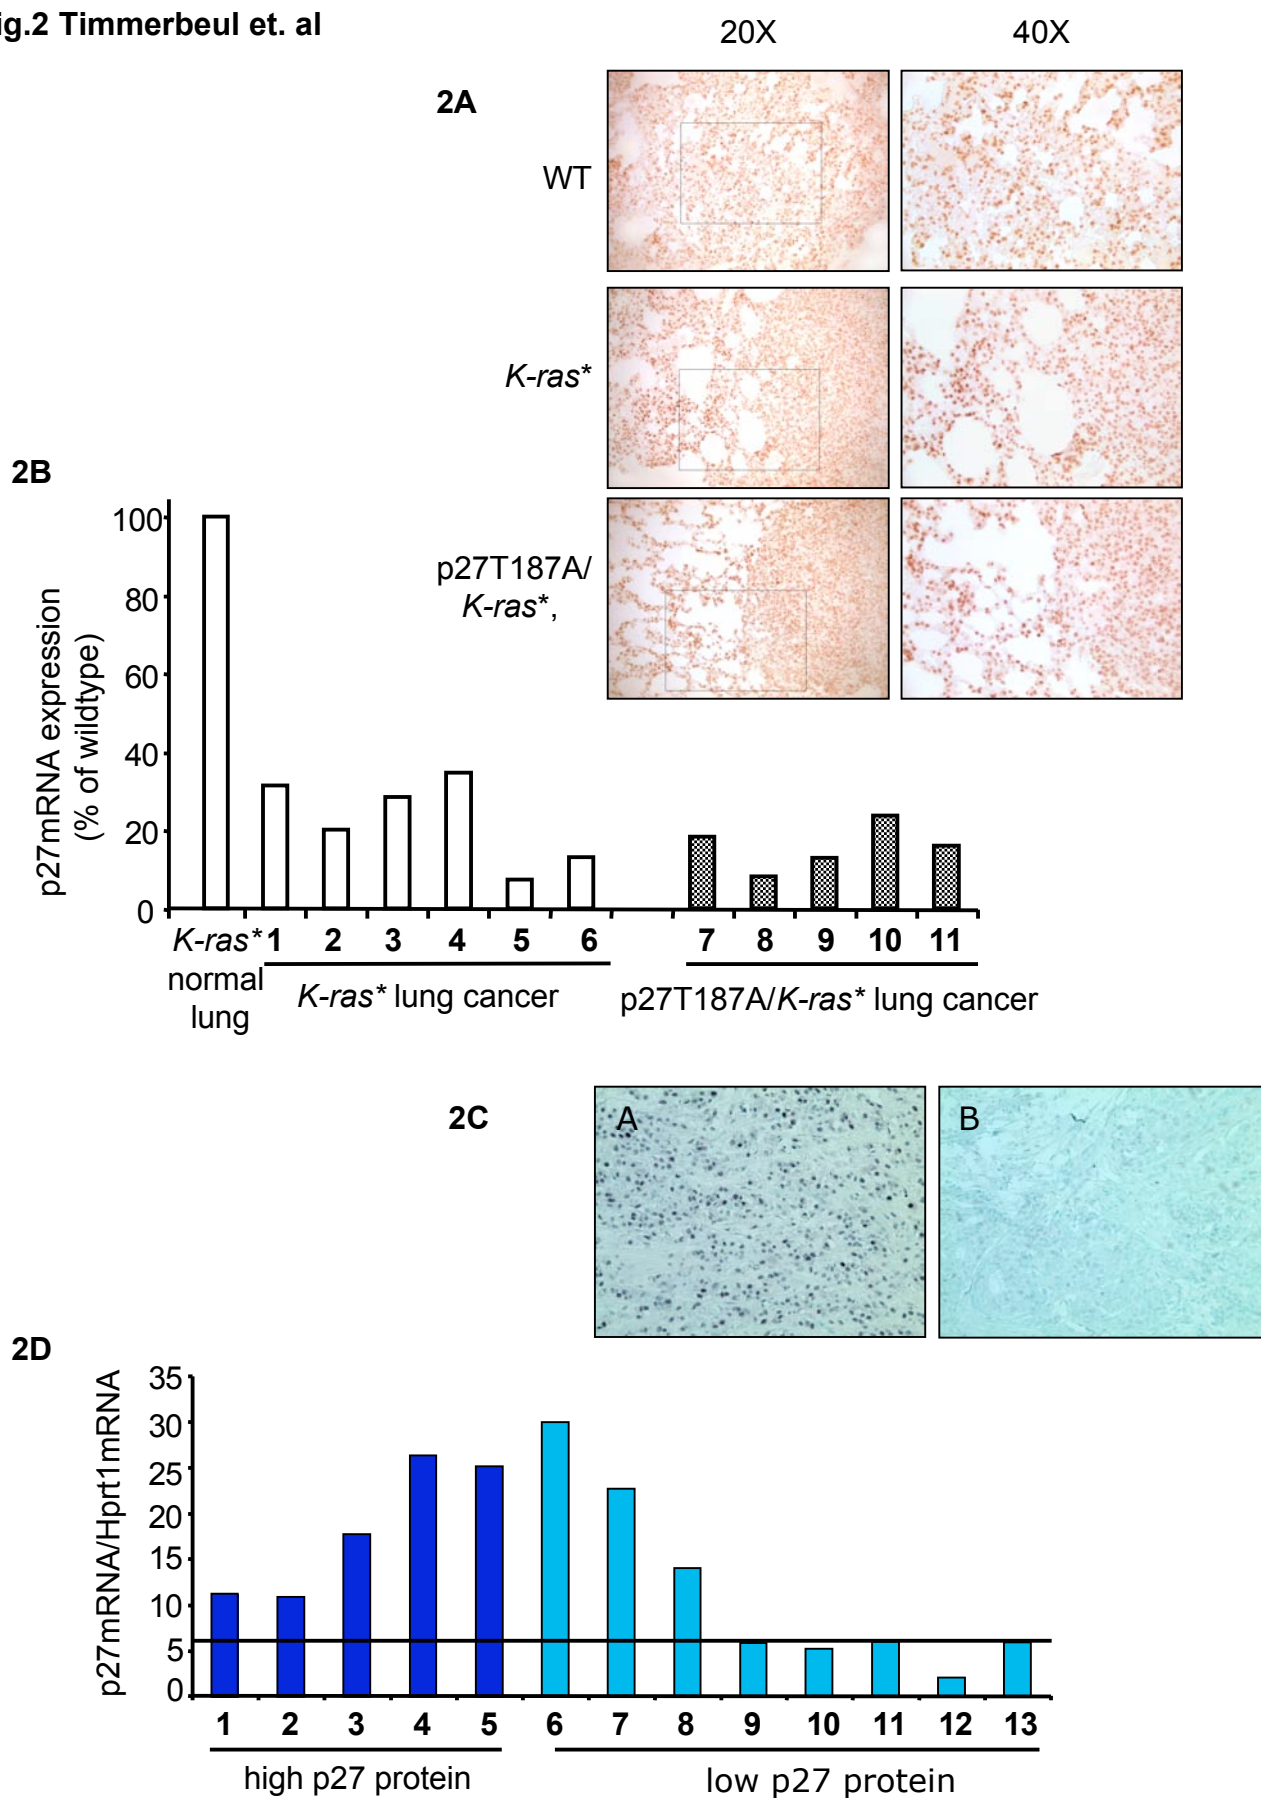 ig.2 Timmerbeul et. al
20X 40X
2A
WT
K-ras*
p27T187A/
K-ras*,
2B
p27mRNA expression
(% of wildtype)
100
80
60
40
20
0
K-ras* 1 2 3 4 5 6 7 8 9 10 11
normal
lung
K-ras* lung cancer
p27T187A/K-ras* lung cancer
2C
A B
2D
p27mRNA/Hprt1mRNA
35
30
25
20
15
10
5
0
1 2 3 4 5 6 7 8 9 10 11 12 13
high p27 protein
low p27 protein